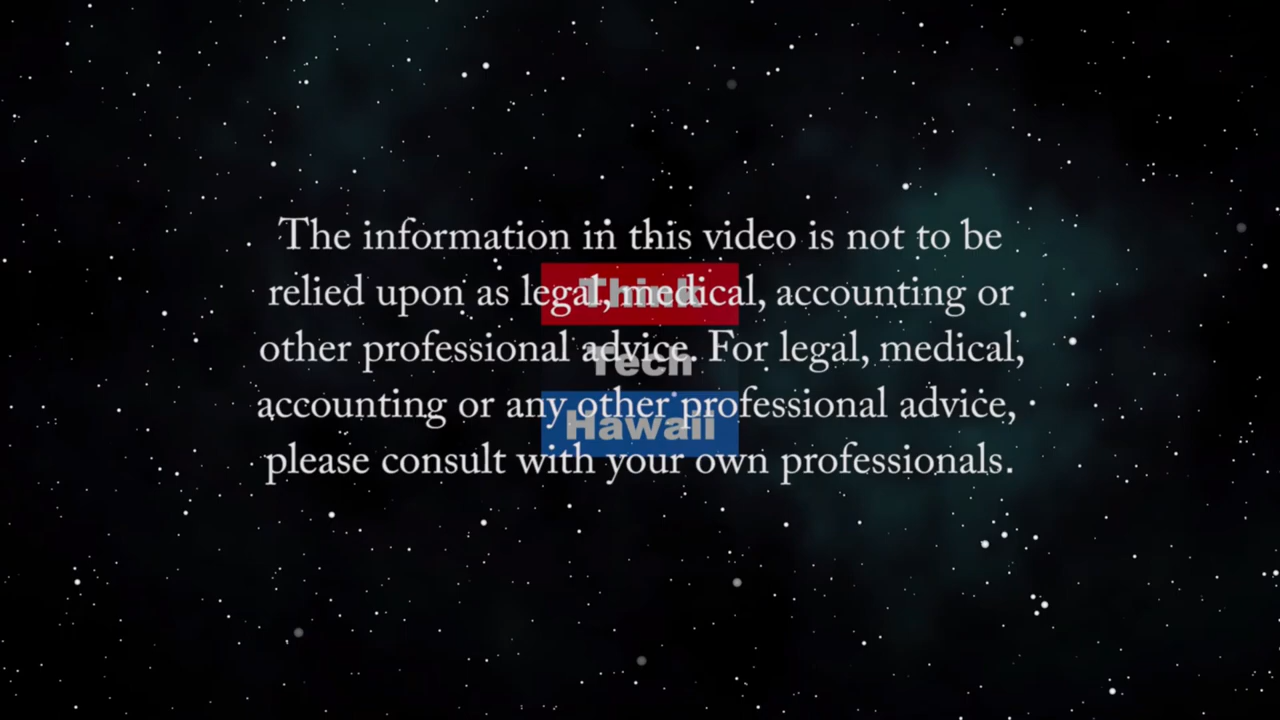 The information in this video is not to be
relied upon as legal, medical, accounting or
other professional advice. For legal, medical,
accounting or any other professional advice,
please consult with your own professionals.
Think
Tech
Hawaii